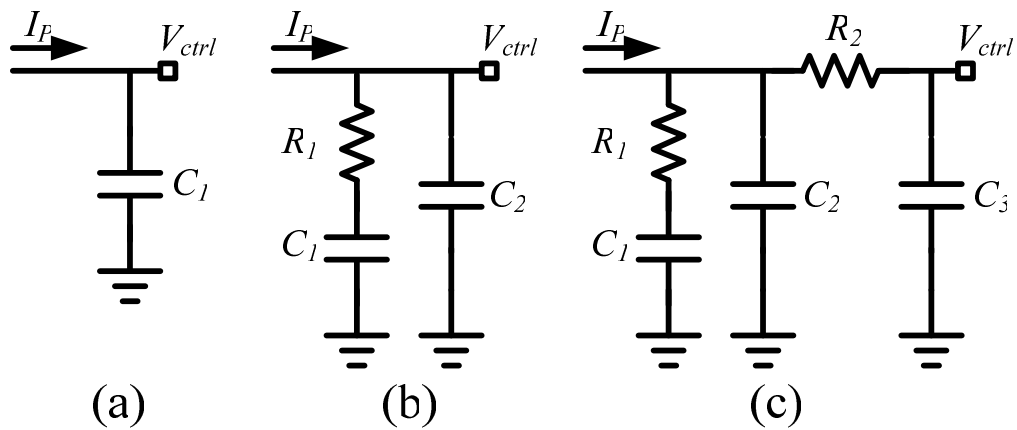 I_P V_ctrl
C_1
(a)
I_P V_ctrl
R_1
C_1
C_2
(b)
I_P R_2 V_ctrl
R_1
C_1
C_2
C_3
(c)